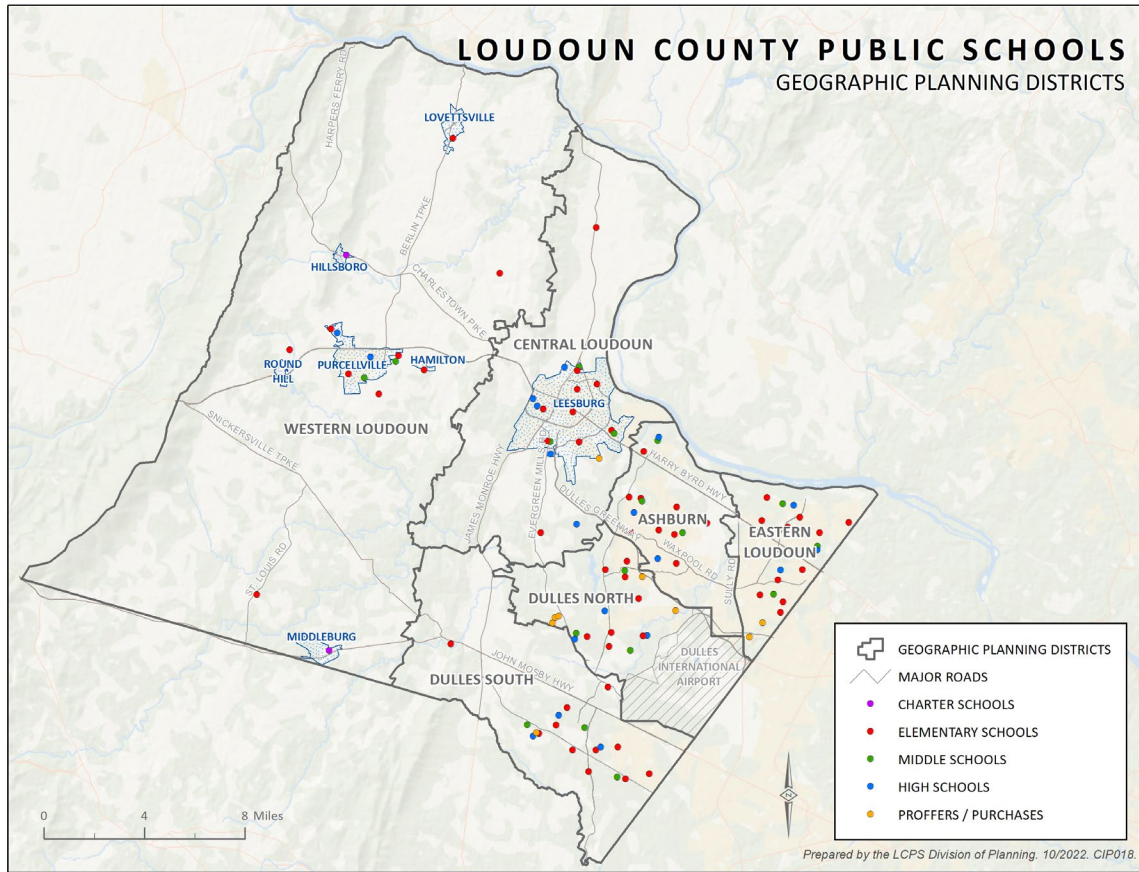 LOUDOUN COUNTY PUBLIC SCHOOLS
GEOGRAPHIC PLANNING DISTRICTS
HARPERS FERRY RD
LOVETTSVILLE
BERLIN TPKE
HILLSBORO
CHARLESTOWN PIKE
CENTRAL LOUDOUN
ROUND
HILL
PURCELLVILLE
HAMILTON
LEESBURG
SNICKERSVILLE TPKE
WESTERN LOUDOUN
JAMES MONROE HWY
EVERGREEN MILLS RD
HARRY BYRD HWY
DULLES GREENWAY
ASHBURN
EASTERN
LOUDOUN
WAXPOOL RD
SULLY RD
ST. LOUIS RD
DULLES NORTH
MIDDLEBURG
DULLES
INTERNATIONAL
AIRPORT
JOHN MOSBY HWY
DULLES SOUTH
GEOGRAPHIC PLANNING DISTRICTS
MAJOR ROADS
CHARTER SCHOOLS
ELEMENTARY SCHOOLS
MIDDLE SCHOOLS
HIGH SCHOOLS
PROFFERS / PURCHASES
N
0 4 8 Miles
Prepared by the LCPS Division of Planning. 10/2022. CIP018.